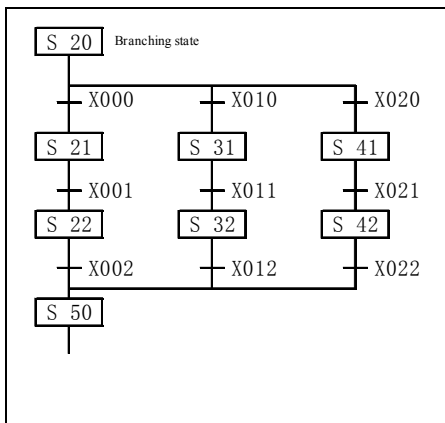 S 20 Branching state
X000 X010 X020
S 21 S 31 S 41
X001 X011 X021
S 22 S 32 S 42
X002 X012 X022
S 50